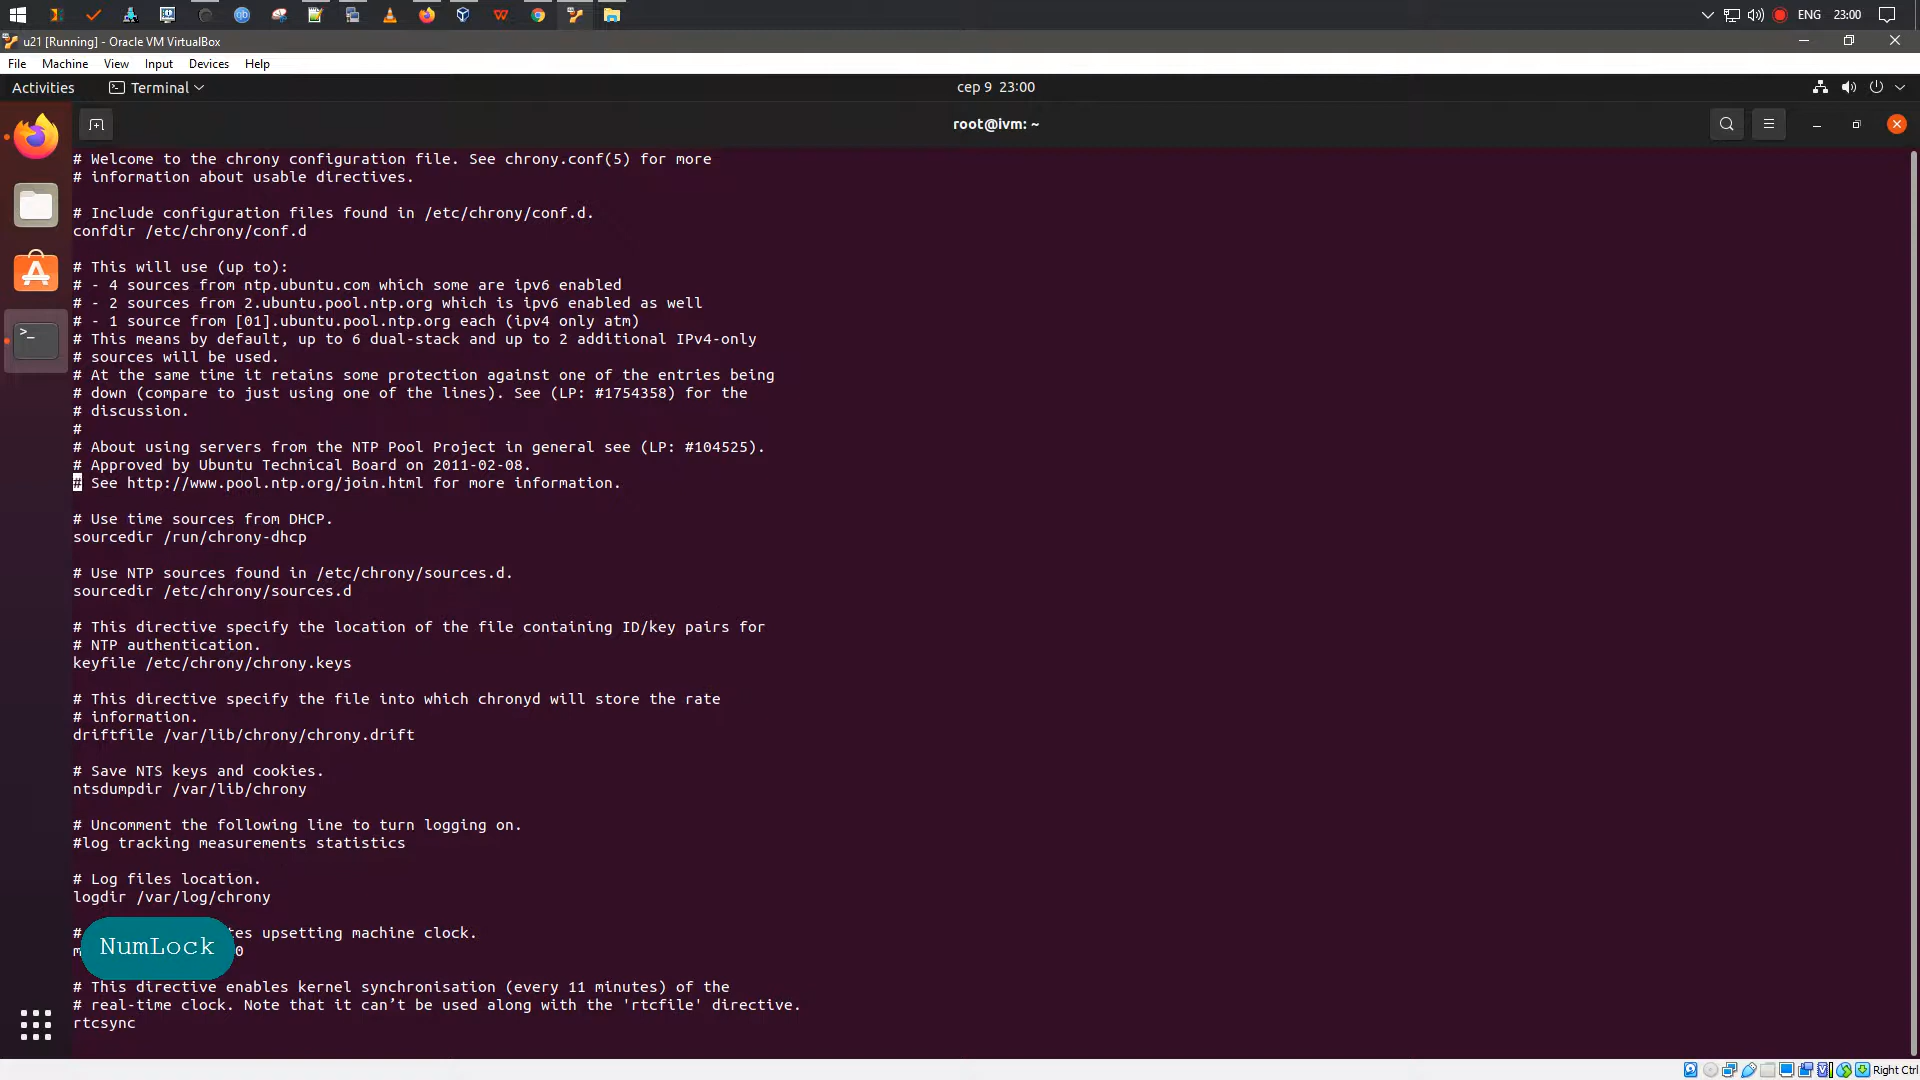 ENG 23:00
u21 [Running] - Oracle VM VirtualBox
File Machine View Input Devices Help
Activities Terminal сер 9 23:00
root@ivm: ~
# Welcome to the chrony configuration file. See chrony.conf(5) for more
# information about usable directives.
# Include configuration files found in /etc/chrony/conf.d.
confdir /etc/chrony/conf.d
# This will use (up to):
# - 4 sources from ntp.ubuntu.com which some are ipv6 enabled
# - 2 sources from 2.ubuntu.pool.ntp.org which is ipv6 enabled as well
# - 1 source from [01].ubuntu.pool.ntp.org each (ipv4 only atm)
# This means by default, up to 6 dual-stack and up to 2 additional IPv4-only
# sources will be used.
# At the same time it retains some protection against one of the entries being
# down (compare to just using one of the lines). See (LP: #1754358) for the
# discussion.
#
# About using servers from the NTP Pool Project in general see (LP: #104525).
# Approved by Ubuntu Technical Board on 2011-02-08.
# See http://www.pool.ntp.org/join.html for more information.
# Use time sources from DHCP.
sourcedir /run/chrony-dhcp
# Use NTP sources found in /etc/chrony/sources.d.
sourcedir /etc/chrony/sources.d
# This directive specify the location of the file containing ID/key pairs for
# NTP authentication.
keyfile /etc/chrony/chrony.keys
# This directive specify the file into which chronyd will store the rate
# information.
driftfile /var/lib/chrony/chrony.drift
# Save NTS keys and cookies.
ntsdumpdir /var/lib/chrony
# Uncomment the following line to turn logging on.
#log tracking measurements statistics
# Log files location.
logdir /var/log/chrony
# upsetting machine clock.
NumLock
# This directive enables kernel synchronisation (every 11 minutes) of the
# real-time clock. Note that it can’t be used along with the 'rtcfile' directive.
rtcsync
Right Ctrl